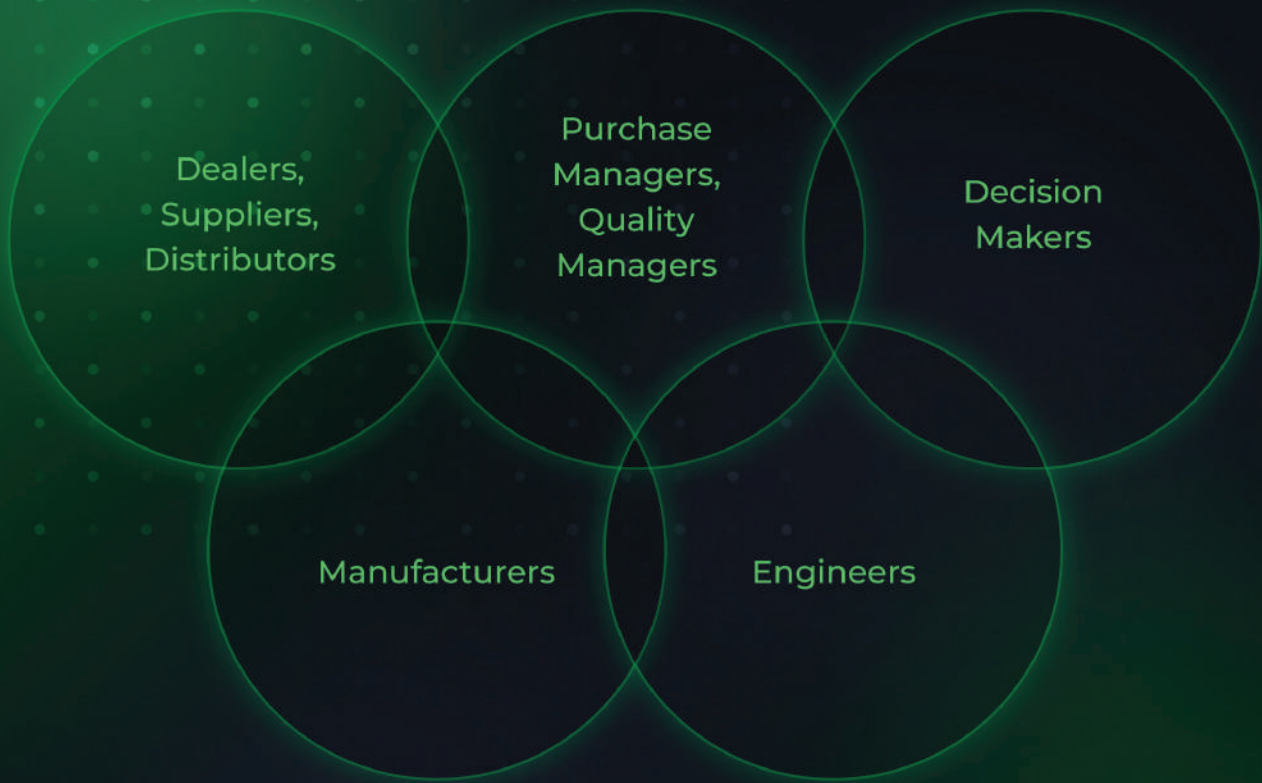 Dealers,
Suppliers,
Distributors
Purchase
Managers,
Quality
Managers
Decision
Makers
Manufacturers
Engineers